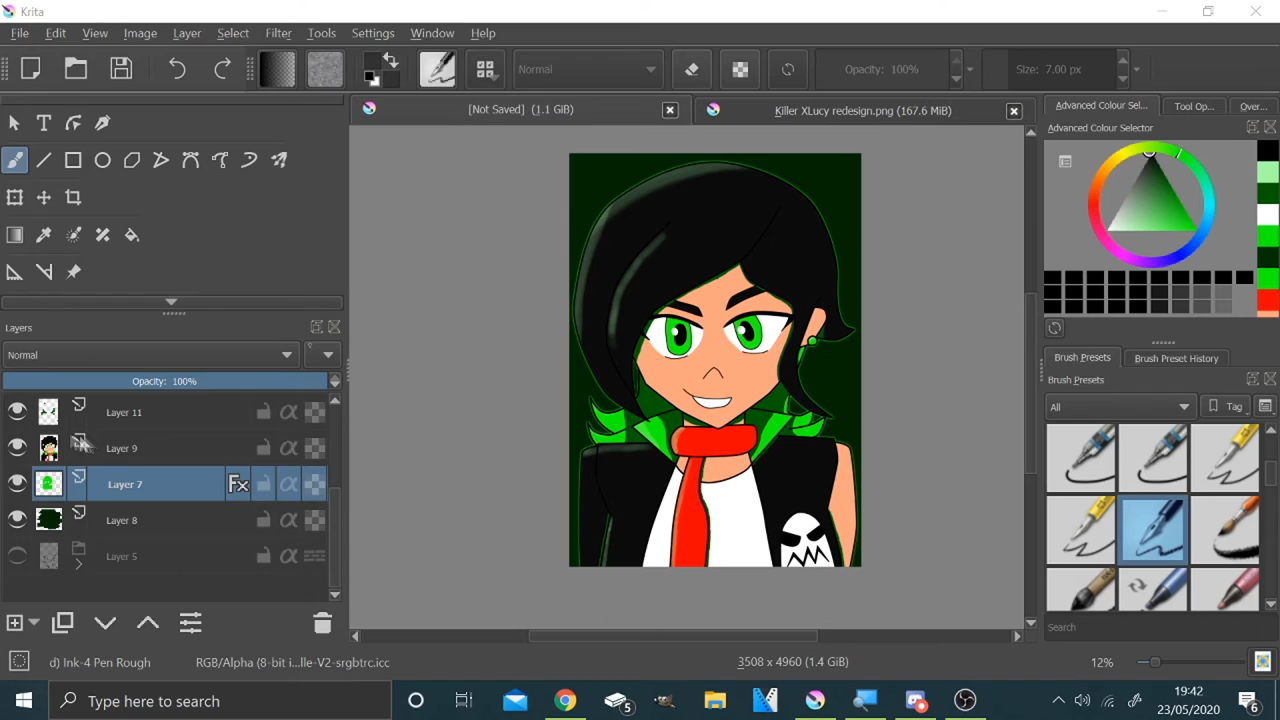 Krita
File Edit View Image Layer Select Filter Tools Settings Window Help
Normal Opacity: 100% Size: 7.00 px
[Not Saved] (1.1 GiB) Killer XLucy redesign.png (167.6 MiB)
Advanced Colour Sel... Tool Op... Over...
Advanced Colour Selector
Layers
Normal
Opacity: 100%
Layer 11
Layer 9
Layer 7 Fx
Layer 8
Layer 5
Brush Presets Brush Preset History
Brush Presets
All Tag
Search
d) Ink-4 Pen Rough RGB/Alpha (8-bit i...lle-V2-srgbtrc.icc 3508 x 4960 (1.4 GiB) 12%
Type here to search 5 19:42
23/05/2020 6